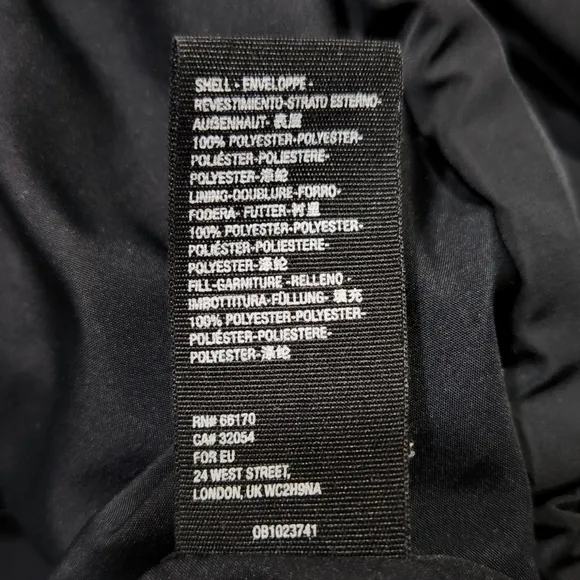 SHELL - ENVELOPPE -
REVESTIMIENTO-STRATO ESTERNO-
AUßENHAUT-表層
100% POLYESTER-POLYESTER-
POLIÉSTER-POLIESTERE-
POLYESTER-涤纶
LINING-DOUBLURE-FORRO-
FODERA-FUTTER-衬里
100% POLYESTER-POLYESTER-
POLIÉSTER-POLIESTERE-
POLYESTER-涤纶
FILL-GARNITURE -RELLENO -
IMBOTTITURA-FÜLLUNG- 填充
100% POLYESTER-POLYESTER-
POLIÉSTER-POLIESTERE-
POLYESTER-涤纶
RN# 66170
CA# 32054
FOR EU
24 WEST STREET,
LONDON, UK WC2H9NA
OB1023741